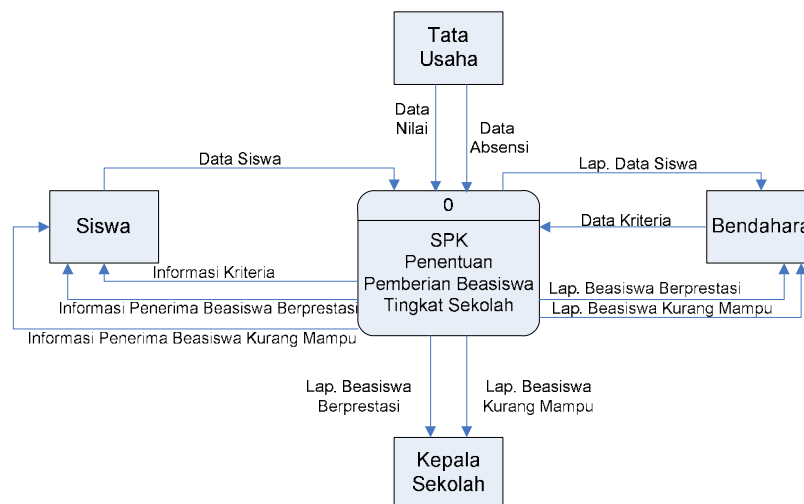 Tata
Usaha
Data
Nilai
Data
Absensi
Data Siswa
Lap. Data Siswa
Siswa
0
SPK
Penentuan
Pemberian Beasiswa
Tingkat Sekolah
Data Kriteria
Bendahara
Informasi Kriteria
Informasi Penerima Beasiswa Berprestasi
Informasi Penerima Beasiswa Kurang Mampu
Lap. Beasiswa Berprestasi
Lap. Beasiswa Kurang Mampu
Lap. Beasiswa
Berprestasi
Lap. Beasiswa
Kurang Mampu
Kepala
Sekolah